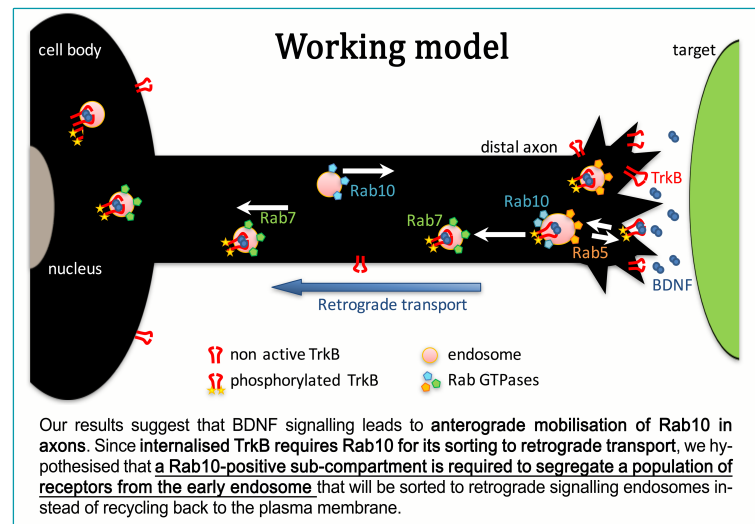 Working model
cell body
target
distal axon
TrkB
Rab10
Rab10
Rab7
Rab7
Rab5
nucleus
BDNF
Retrograde transport
non active TrkB
endosome
phosphorylated TrkB
Rab GTPases
Our results suggest that BDNF signalling leads to anterograde mobilisation of Rab10 in
axons. Since internalised TrkB requires Rab10 for its sorting to retrograde transport, we hy-
pothesised that a Rab10-positive sub-compartment is required to segregate a population of
receptors from the early endosome that will be sorted to retrograde signalling endosomes in-
stead of recycling back to the plasma membrane.